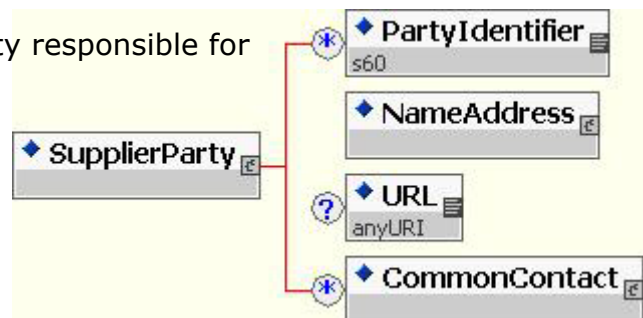 ty responsible for
PartyIdentifier
s60
NameAddress
SupplierParty
?
URL
anyURI
*
CommonContact
*